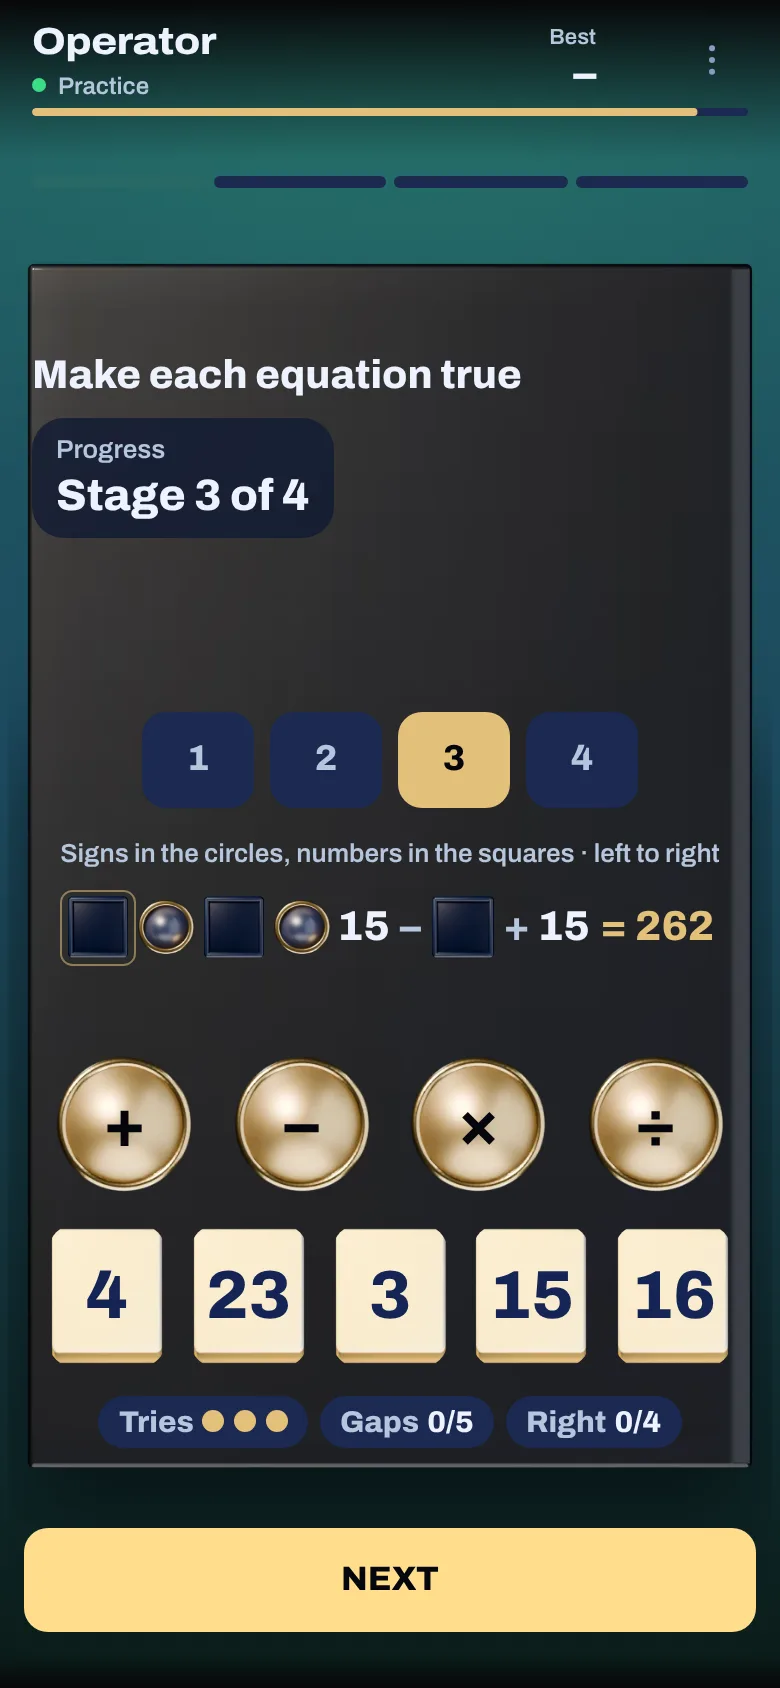 Operator
Best
–
Practice
Make each equation true
Progress
Stage 3 of 4
1 2 3 4
Signs in the circles, numbers in the squares · left to right
15 – + 15 = 262
+ − × ÷
4 23 3 15 16
Tries Gaps 0/5 Right 0/4
NEXT